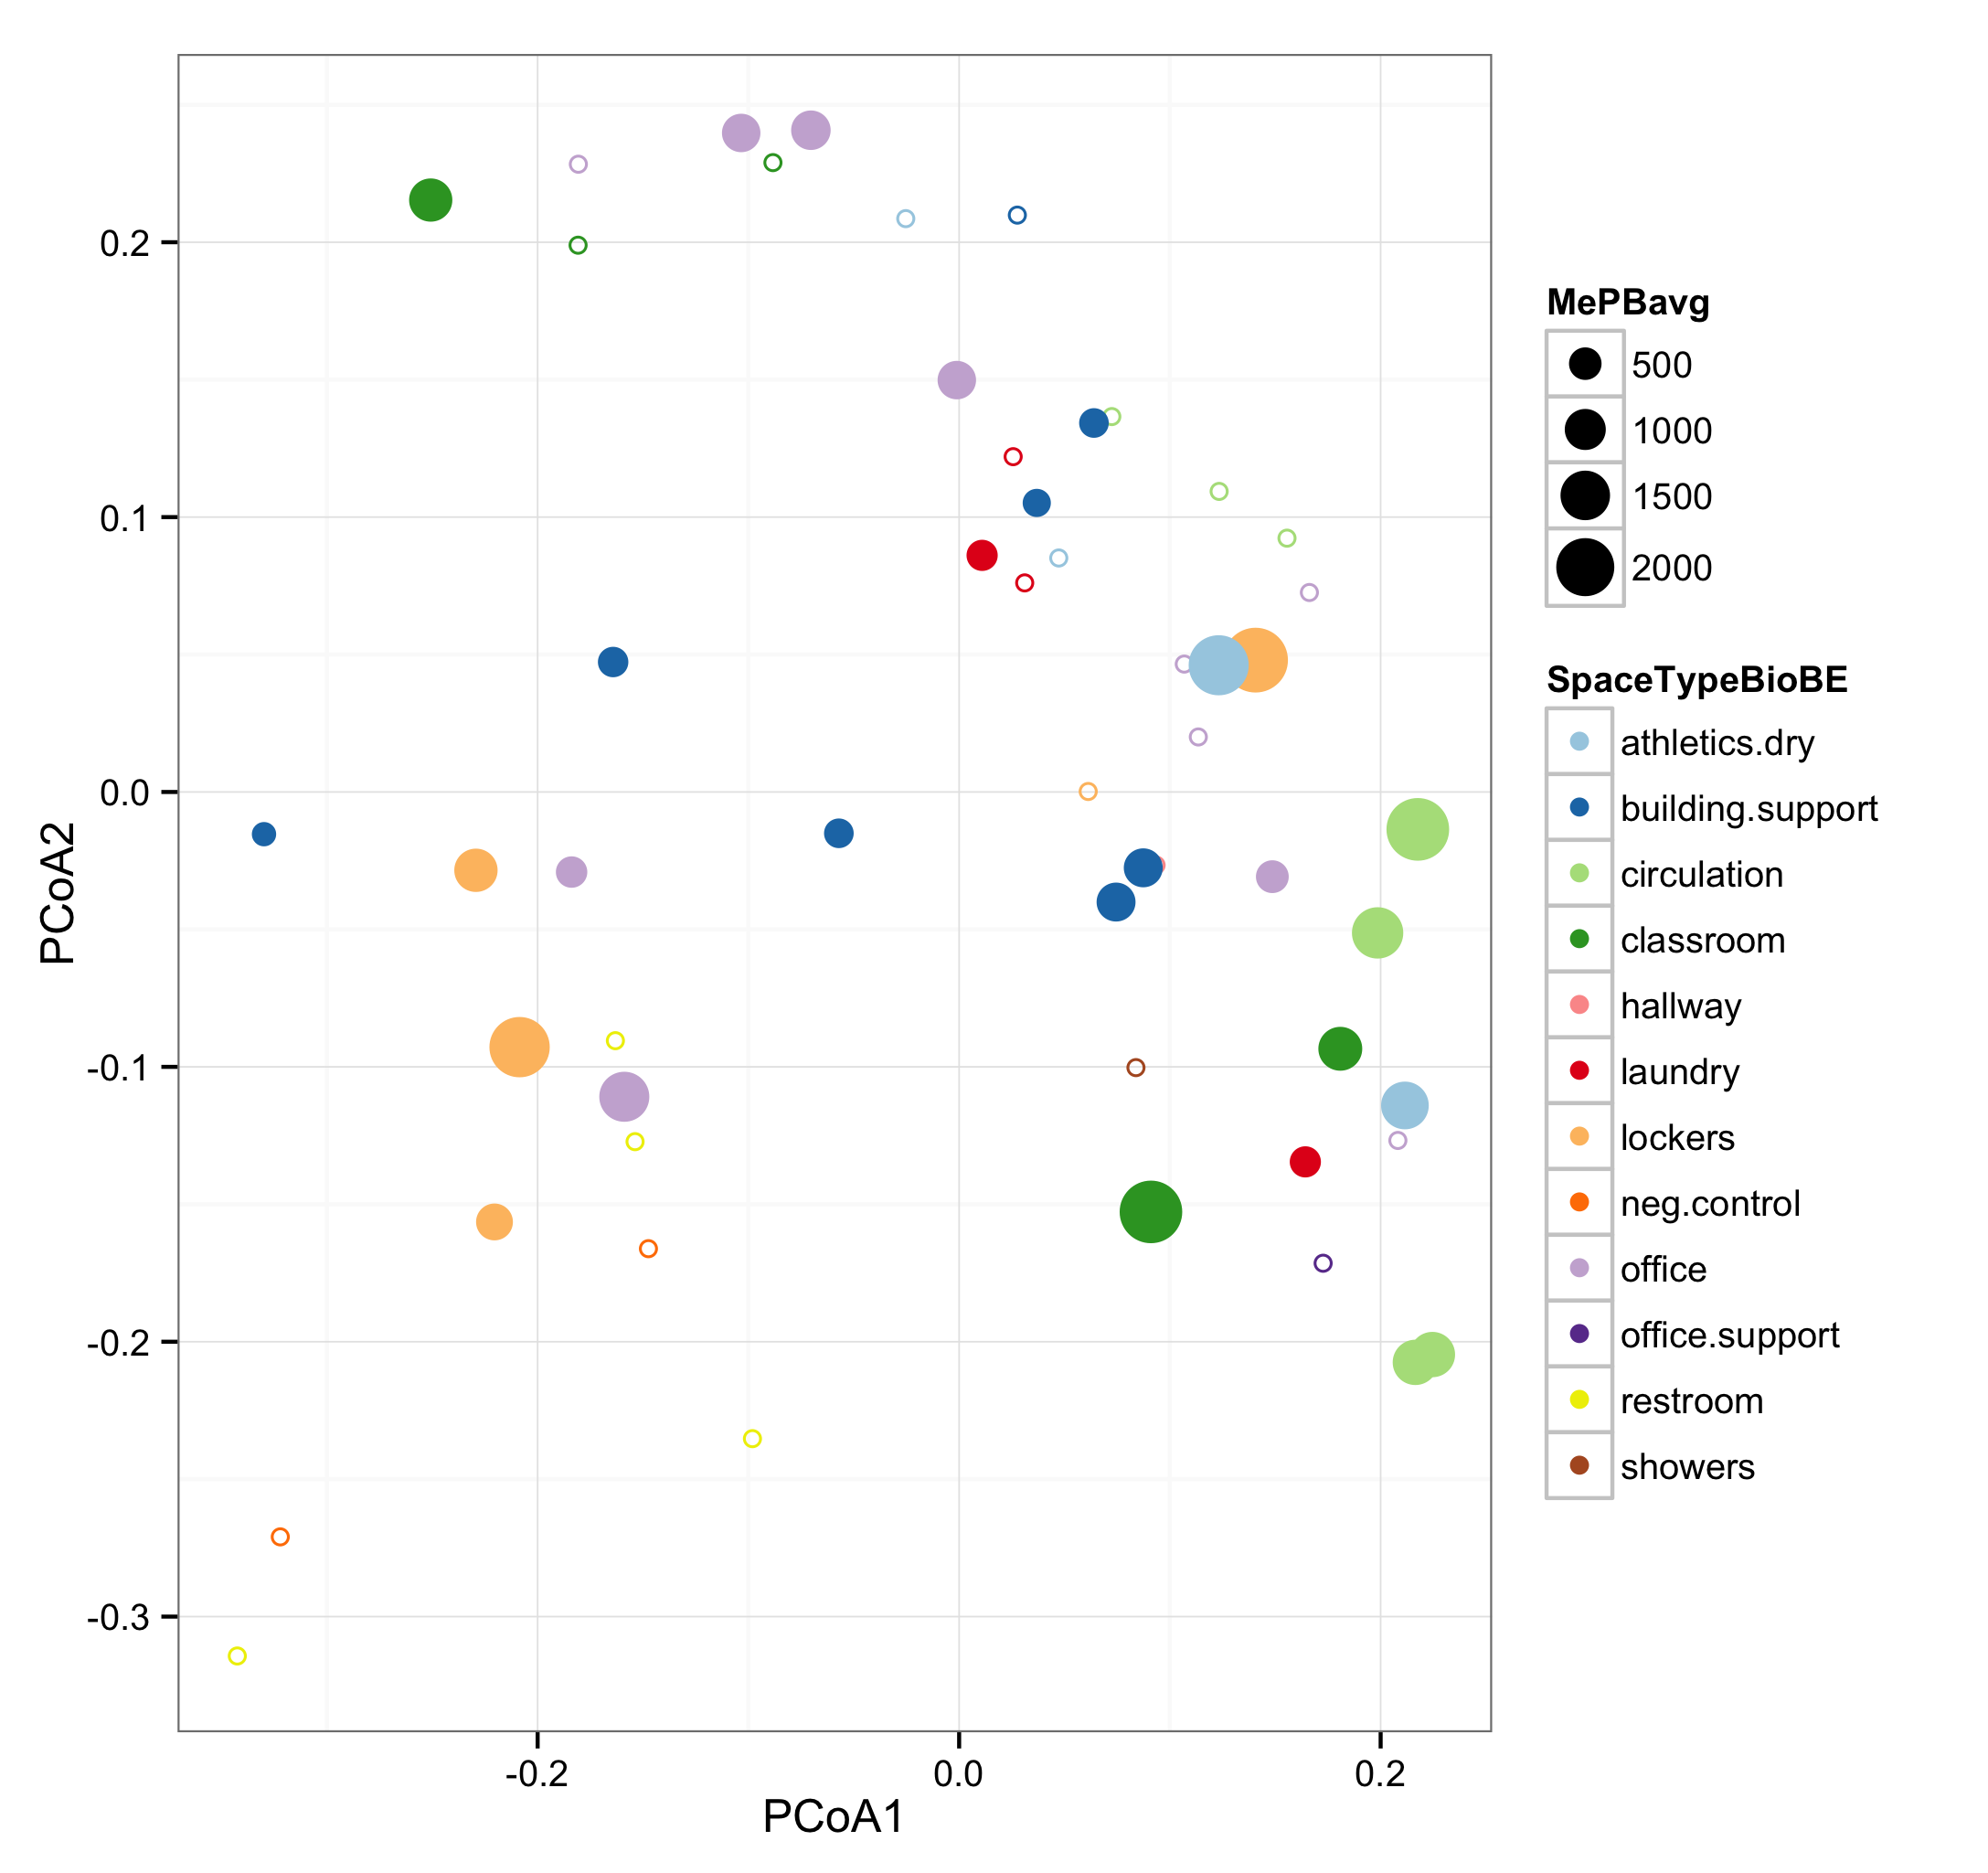 0.2
0.1
0.0
-0.1
-0.2
-0.3
PCoA2
-0.2
0.0
0.2
PCoA1
MePBavg
500
1000
1500
2000
SpaceTypeBioBE
athletics.dry
building.support
circulation
classroom
hallway
laundry
lockers
neg.control
office
office.support
restroom
showers